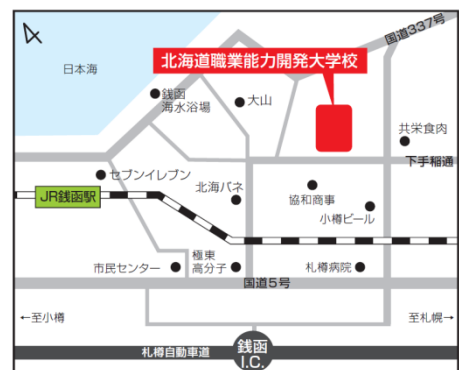 国道337号
日本海
北海道職業能力開発大学校
銭函
海水浴場
大山
共栄食肉
下手稲通
セブンイレブン
JR銭函駅
北海バネ
協和商事
小樽ビール
市民センター
極東
高分子
札樽病院
国道5号
←至小樽
至札幌→
札樽自動車道
銭函
I.C.